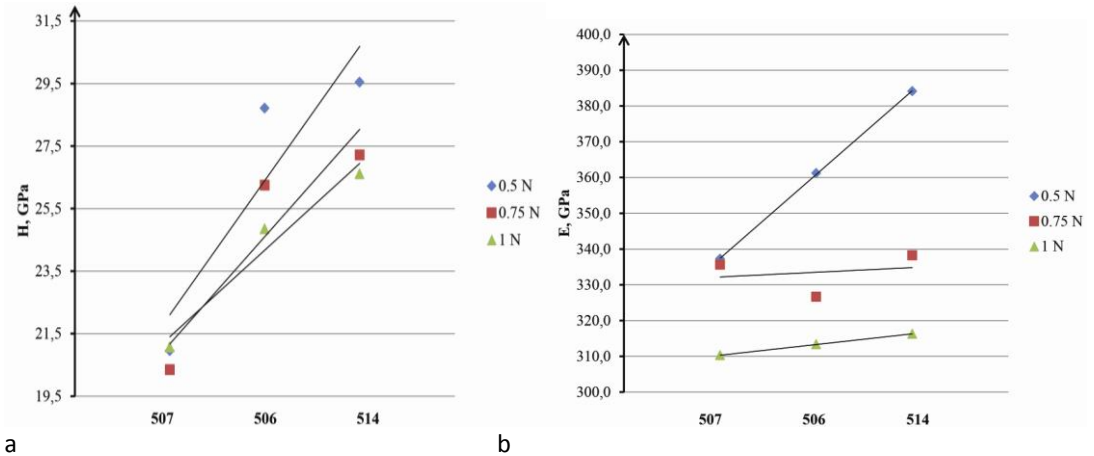 31,5
29,5
27,5
25,5
23,5
21,5
19,5
H, GPa
507 506 514
0.5 N
0.75 N
1 N
a
400,0
390,0
380,0
370,0
360,0
350,0
340,0
330,0
320,0
310,0
300,0
E, GPa
507 506 514
0.5 N
0.75 N
1 N
b